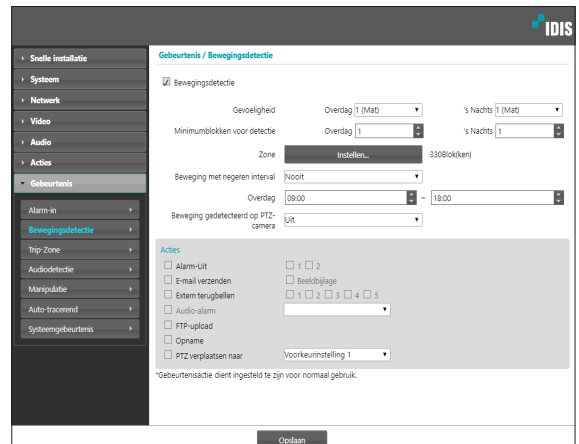 IDIS
Snelle installatie
Systeem
Netwerk
Video
Audio
Acties
Gebeurtenis
Alarm-in
Bewegingsdetectie
Trip-Zone
Audiodetectie
Manipulatie
Auto-tracerend
Systeemgebeurtenis
Gebeurtenis / Bewegingsdetectie
Bewegingsdetectie
Gevoeligheid Overdag 1 (Mat) 's Nachts 1 (Mat)
Minimumblokken voor detectie Overdag 1 's Nachts 1
Zone Instellen... 330Blok(ken)
Beweging met negeren interval Nooit
Overdag 09:00 ~ 18:00
Beweging gedetecteerd op PTZ-
camera Uit
Acties
Alarm-Uit 1 2
E-mail verzenden Beeldbijlage
Extern terugbellen 1 2 3 4 5
Audio-alarm
FTP-upload
Opname
PTZ verplaatsen naar Voorkeurinstelling 1
*Gebeurtenisactie dient ingesteld te zijn voor normaal gebruik.
Opslaan